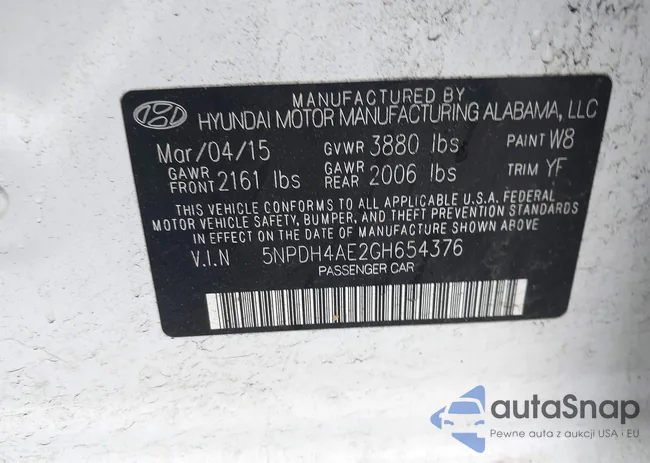 MANUFACTURED BY
HYUNDAI MOTOR MANUFACTURING ALABAMA, LLC
Mar/04/15 GVWR 3880 lbs PAINT W8
GAWR FRONT 2161 lbs GAWR REAR 2006 lbs TRIM YF
THIS VEHICLE CONFORMS TO ALL APPLICABLE U.S.A. FEDERAL
MOTOR VEHICLE SAFETY, BUMPER, AND THEFT PREVENTION STANDARDS
IN EFFECT ON THE DATE OF MANUFACTURE SHOWN ABOVE
V.I.N 5NPDH4AE2GH654376
PASSENGER CAR
autaSnap
Pewne auta z aukcji USA i EU